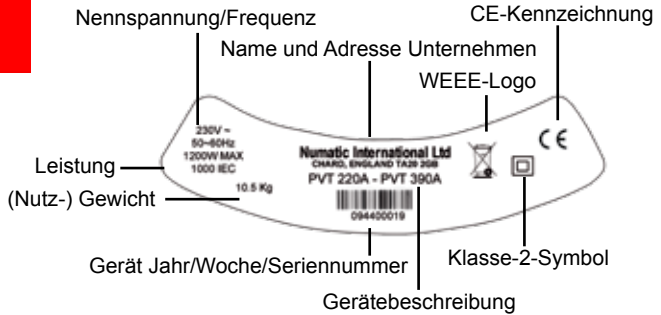 Nennspannung/Frequenz
CE-Kennzeichnung
Name und Adresse Unternehmen
WEEE-Logo
230V ~
50~60Hz
1200W MAX
1000 IEC
Numatic International Ltd
CHARD, ENGLAND TA20 2GB
CE
Leistung
PVT 220A - PVT 390A
(Nutz-) Gewicht
10.5 Kg
094400019
Gerät Jahr/Woche/Seriennummer
Klasse-2-Symbol
Gerätebeschreibung